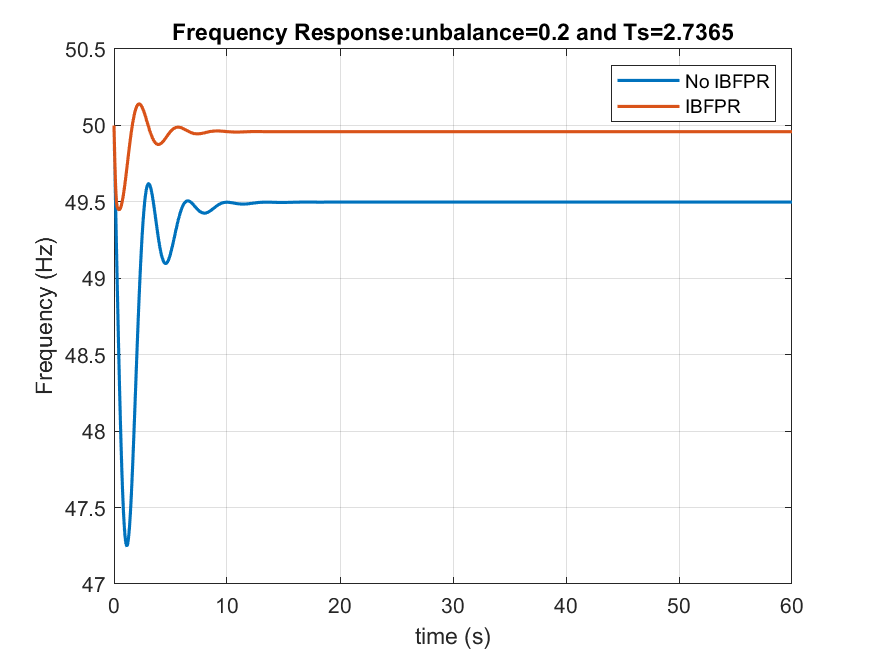 Frequency Response:unbalance=0.2 and Ts=2.7365
50.5
50
49.5
49
48.5
48
47.5
47
Frequency (Hz)
No IBFPR
IBFPR
0 10 20 30 40 50 60
time (s)